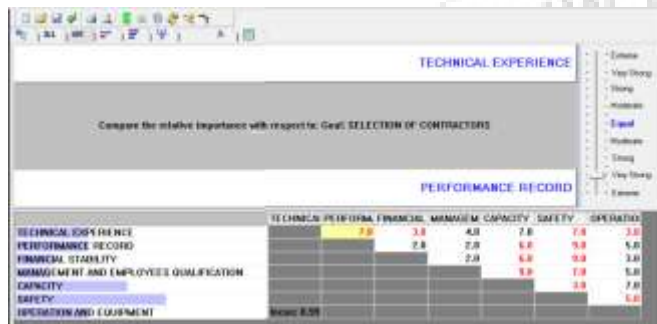 TECHNICAL EXPERIENCE
Extreme
Very Strong
Strong
Moderate
Equal
Moderate
Strong
Very Strong
Extreme
Compare the relative importance with respect to: Goal: SELECTION OF CONTRACTORS
PERFORMANCE RECORD
TECHNICA PERFORMA FINANCIAL MANAGEM CAPACITY SAFETY OPERATIO
TECHNICAL EXPERIENCE 7.0 3.0 4.0 7.0 7.0 3.0
PERFORMANCE RECORD 2.0 2.0 6.0 9.0 5.0
FINANCIAL STABILITY 2.0 6.0 9.0 3.0
MANAGEMENT AND EMPLOYEES QUALIFICATION 9.0 7.0 5.0
CAPACITY 3.0 7.0
SAFETY 5.0
OPERATION AND EQUIPMENT Incon: 0.59